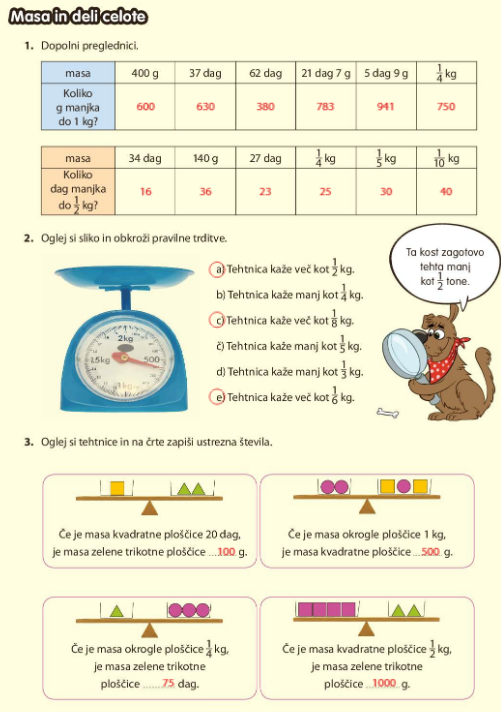 Masa in deli celote
1. Dopolni preglednici.
masa 400 g 37 dag 62 dag 21 dag 7 g 5 dag 9 g 1/4 kg
Koliko
g manjka
do 1 kg?
600 630 380 783 941 750
masa 34 dag 140 g 27 dag 1/4 kg 1/5 kg 1/10 kg
Koliko
dag manjka
do 1/2 kg?
16 36 23 25 30 40
2. Oglej si sliko in obkroži pravilne trditve.
a) Tehtnica kaže več kot 1/2 kg.
b) Tehtnica kaže manj kot 1/4 kg.
c) Tehtnica kaže več kot 1/8 kg.
č) Tehtnica kaže manj kot 1/5 kg.
d) Tehtnica kaže manj kot 1/3 kg.
e) Tehtnica kaže več kot 1/6 kg.
2kg
1.5kg
500
1kg
Ta kost zagotovo
tehta manj
kot 1/2 tone.
3. Oglej si tehtnice in na črte zapiši ustrezna števila.
Če je masa kvadratne ploščice 20 dag,
je masa zelene trikotne ploščice ...100 g.
Če je masa okrogle ploščice 1 kg,
je masa kvadratne ploščice ...500 g.
Če je masa okrogle ploščice 1/4 kg,
je masa zelene trikotne
ploščice ........75 dag.
Če je masa kvadratne ploščice 1/2 kg,
je masa zelene trikotne
ploščice ..1000.. g.